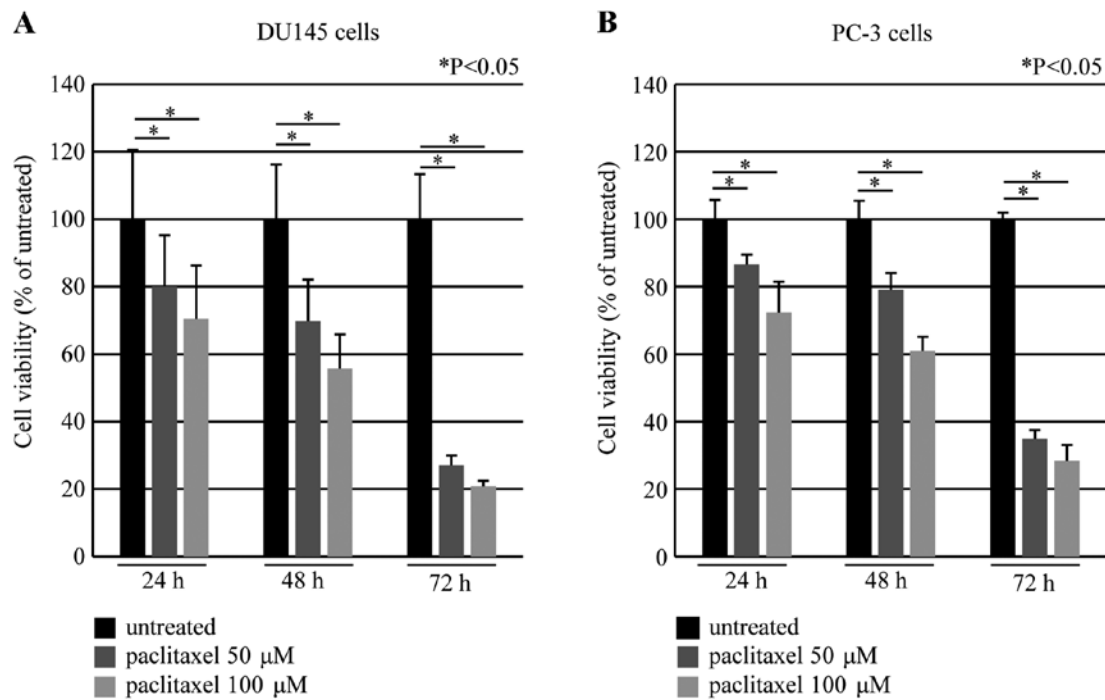 A
DU145 cells
*P<0.05
Cell viability (% of untreated)
140
120
100
80
60
40
20
0
* * * * * *
24 h 48 h 72 h
untreated
paclitaxel 50 μM
paclitaxel 100 μM
B
PC-3 cells
*P<0.05
Cell viability (% of untreated)
140
120
100
80
60
40
20
0
* * * * * *
24 h 48 h 72 h
untreated
paclitaxel 50 μM
paclitaxel 100 μM